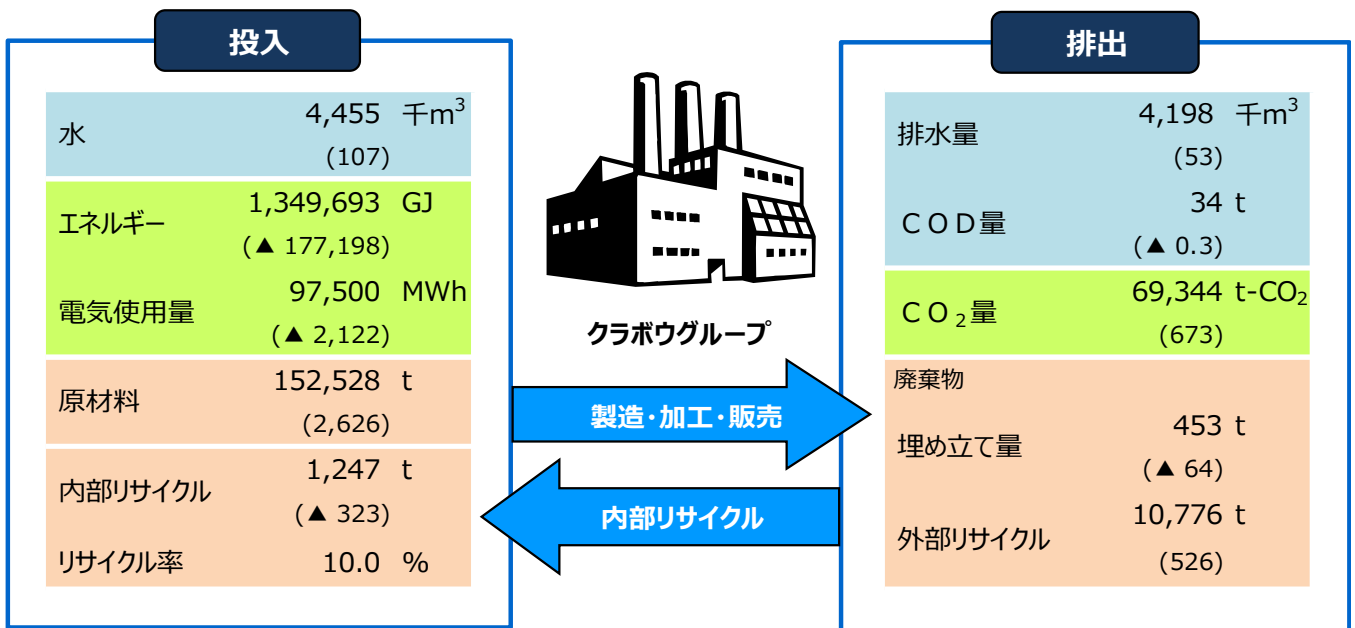 投入
水 4,455 千m³
(107)
エネルギー 1,349,693 GJ
(▲ 177,198)
電気使用量 97,500 MWh
(▲ 2,122)
原材料 152,528 t
(2,626)
内部リサイクル 1,247 t
(▲ 323)
リサイクル率 10.0 %
クラボウグループ
製造・加工・販売
内部リサイクル
排出
排水量 4,198 千m³
(53)
ＣＯＤ量 34 t
(▲ 0.3)
ＣＯ₂量 69,344 t-CO₂
(673)
廃棄物
埋め立て量 453 t
(▲ 64)
外部リサイクル 10,776 t
(526)